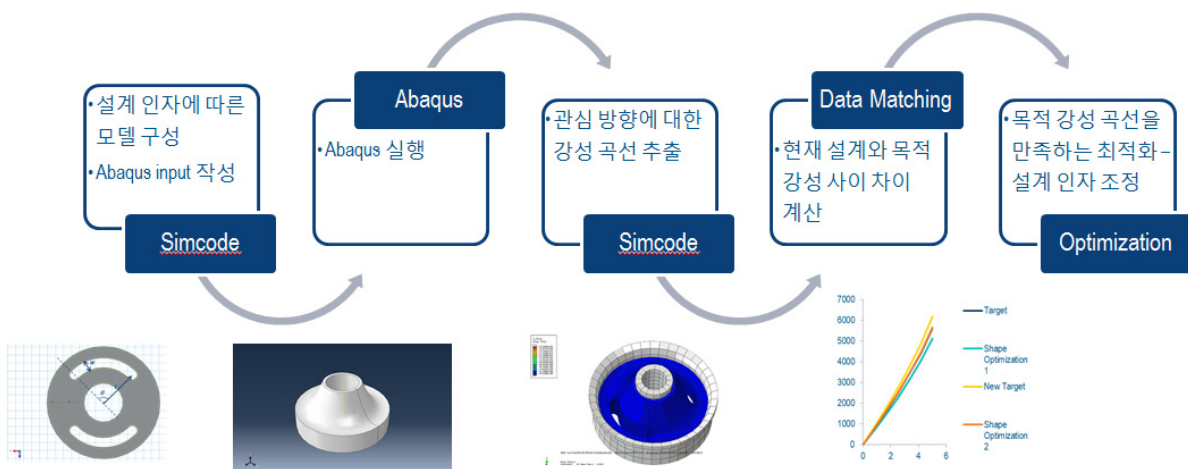 •설계 인자에 따른
모델 구성
•Abaqus input 작성
Simcode
Abaqus
•Abaqus 실행
•관심 방향에 대한
강성 곡선 추출
Simcode
Data Matching
•현재 설계와 목적
강성 사이 차이
계산
•목적 강성 곡선을
만족하는 최적화–
설계 인자 조정
Optimization
7000
6000
5000
4000
3000
2000
1000
0
0
2
4
6
Target
Shape
Optimization
1
New Target
Shape
Optimization
2